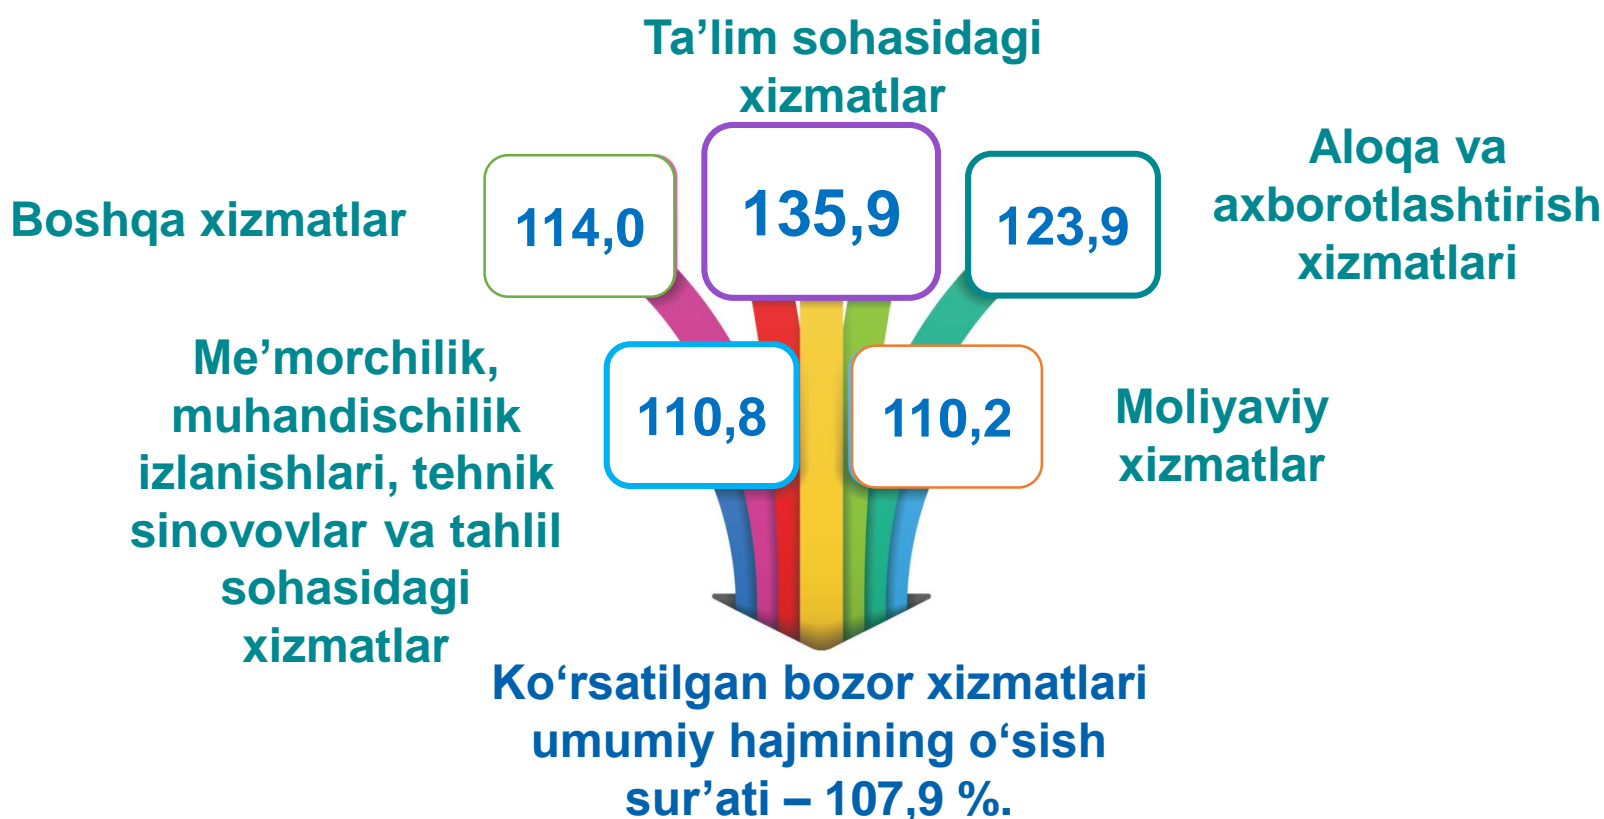 Ta’lim sohasidagi
xizmatlar
Boshqa xizmatlar
114,0
135,9
123,9
Aloqa va
axborotlashtirish
xizmatlari
Me’morchilik,
muhandischilik
izlanishlari, tehnik
sinovovlar va tahlil
sohasidagi
xizmatlar
110,8
110,2
Moliyaviy
xizmatlar
Ko‘rsatilgan bozor xizmatlari
umumiy hajmining o‘sish
sur’ati – 107,9 %.